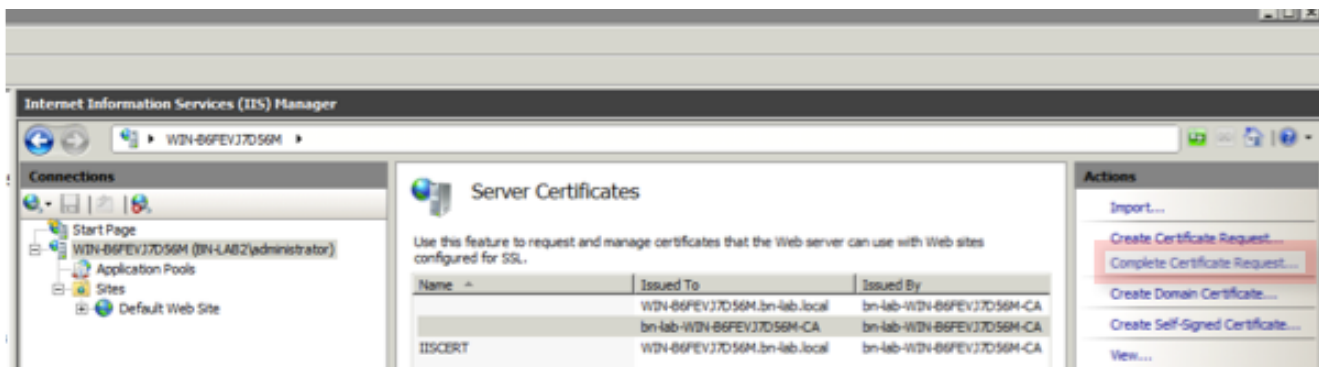 Internet Information Services (IIS) Manager
WIN-B6FEVJ7D56M
Connections
Start Page
WIN-B6FEVJ7D56M (BN-LAB2\administrator)
Application Pools
Sites
Default Web Site
Server Certificates
Use this feature to request and manage certificates that the Web server can use with Web sites
configured for SSL.
Name Issued To Issued By
WIN-B6FEVJ7D56M.bn-lab.local bn-lab-WIN-B6FEVJ7D56M-CA
bn-lab-WIN-B6FEVJ7D56M-CA bn-lab-WIN-B6FEVJ7D56M-CA
IISCERT WIN-B6FEVJ7D56M.bn-lab.local bn-lab-WIN-B6FEVJ7D56M-CA
Actions
Import...
Create Certificate Request...
Complete Certificate Request...
Create Domain Certificate...
Create Self-Signed Certificate...
View...